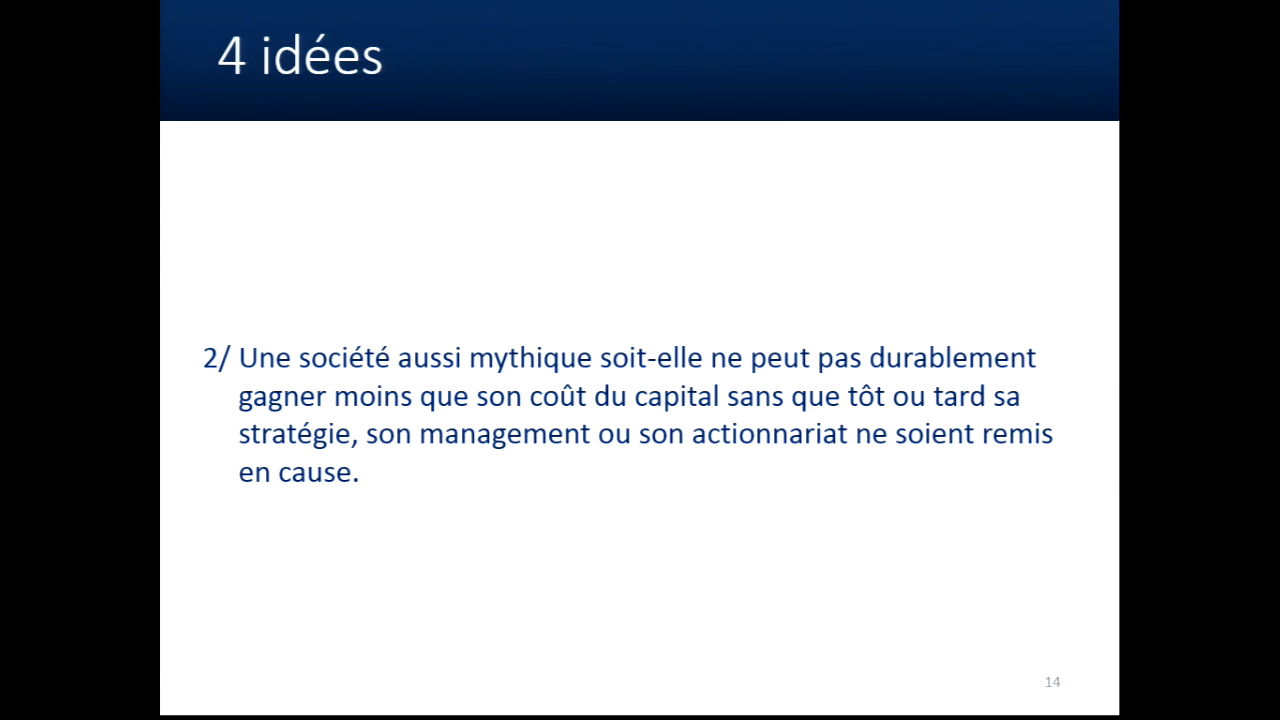 4 idées
2/ Une société aussi mythique soit-elle ne peut pas durablement
gagner moins que son coût du capital sans que tôt ou tard sa
stratégie, son management ou son actionnariat ne soient remis
en cause.
14